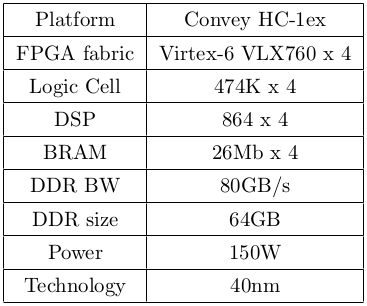 Platform Convey HC-1ex
FPGA fabric Virtex-6 VLX760 x 4
Logic Cell 474K x 4
DSP 864 x 4
BRAM 26Mb x 4
DDR BW 80GB/s
DDR size 64GB
Power 150W
Technology 40nm